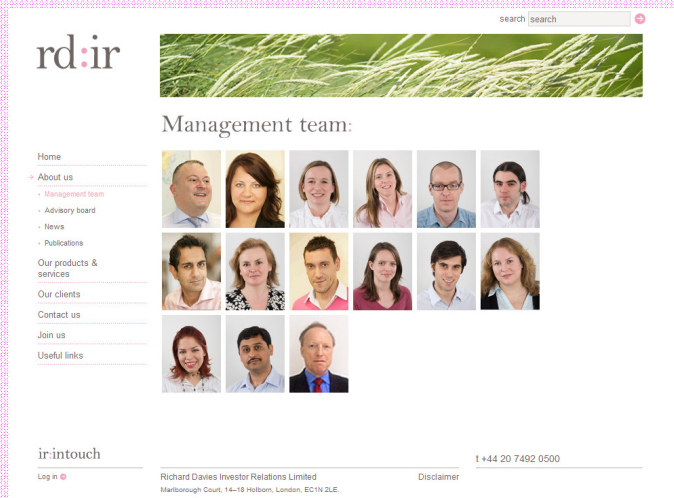 search search
rd:ir
Management team:
Home
About us
Management team
Advisory board
News
Publications
Our products &
services
Our clients
Contact us
Join us
Useful links
ir:intouch
t +44 20 7492 0500
Log in
Richard Davies Investor Relations Limited Disclaimer
Marlborough Court, 14–18 Holborn, London, EC1N 2LE.